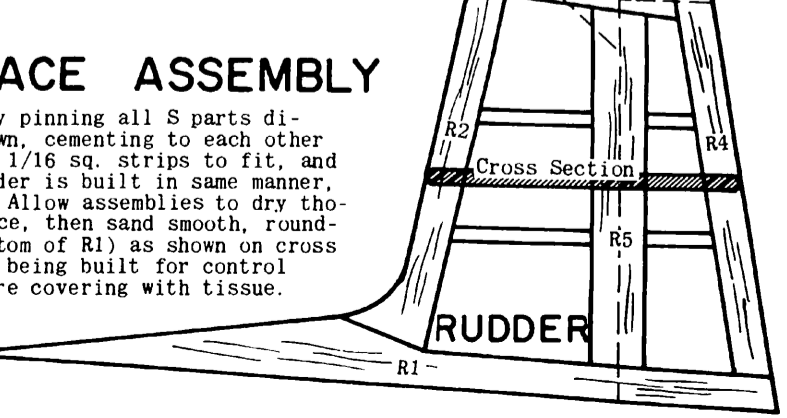 ACE ASSEMBLY
y pinning all S parts di-
wn, cementing to each other
1/16 sq. strips to fit, and
der is built in same manner,
Allow assemblies to dry tho-
ce, then sand smooth, round-
tom of R1) as shown on cross
being built for control
re covering with tissue.
R2
R4
Cross Section
R5
RUDDER
R1